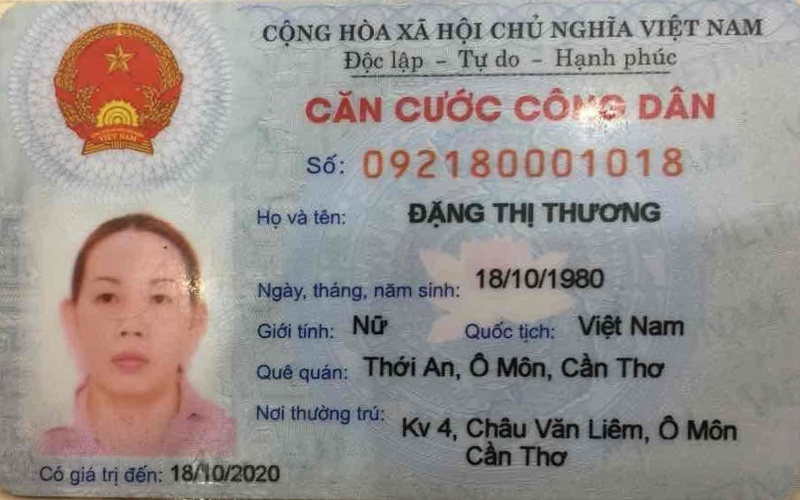 CỘNG HÒA XÃ HỘI CHỦ NGHĨA VIỆT NAM
Độc lập - Tự do - Hạnh phúc
CĂN CƯỚC CÔNG DÂN
Số: 092180001018
Họ và tên: ĐẶNG THỊ THƯƠNG
Ngày, tháng, năm sinh: 18/10/1980
Giới tính: Nữ Quốc tịch: Việt Nam
Quê quán: Thới An, Ô Môn, Cần Thơ
Nơi thường trú: Kv 4, Châu Văn Liêm, Ô Môn
Cần Thơ
Có giá trị đến: 18/10/2020